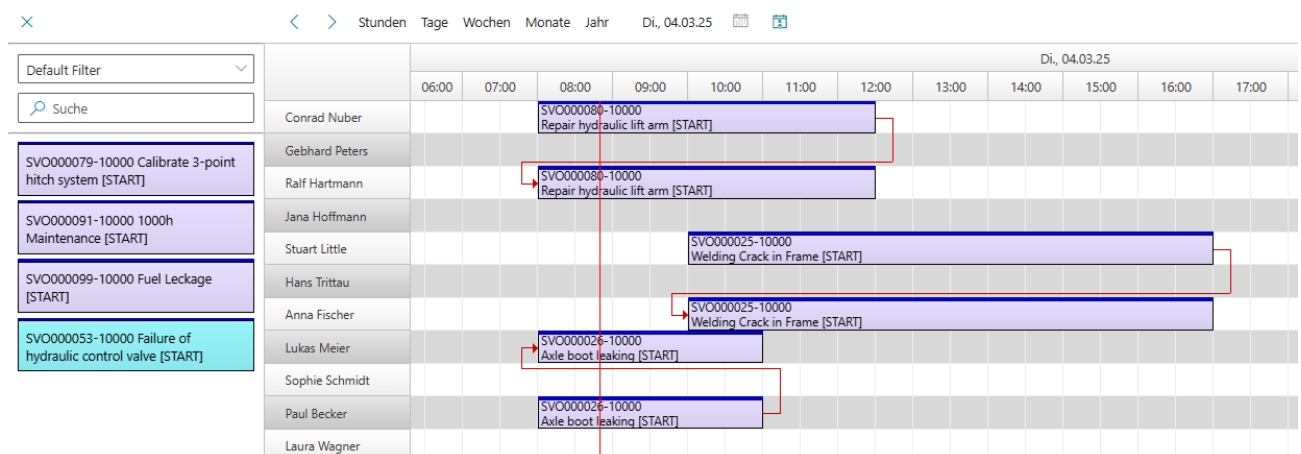 Stunden Tage Wochen Monate Jahr Di., 04.03.25
Default Filter
Suche
SVO000079-10000 Calibrate 3-point
hitch system [START]
SVO000091-10000 1000h
Maintenance [START]
SVO000099-10000 Fuel Leckage
[START]
SVO000053-10000 Failure of
hydraulic control valve [START]
Di., 04.03.25
06:00 07:00 08:00 09:00 10:00 11:00 12:00 13:00 14:00 15:00 16:00 17:00
Conrad Nuber
SVO000080-10000
Repair hydraulic lift arm [START]
Gebhard Peters
Ralf Hartmann
SVO000080-10000
Repair hydraulic lift arm [START]
Jana Hoffmann
Stuart Little
SVO000025-10000
Welding Crack in Frame [START]
Hans Trittau
Anna Fischer
SVO000025-10000
Welding Crack in Frame [START]
Lukas Meier
SVO000026-10000
Axle boot leaking [START]
Sophie Schmidt
Paul Becker
SVO000026-10000
Axle boot leaking [START]
Laura Wagner